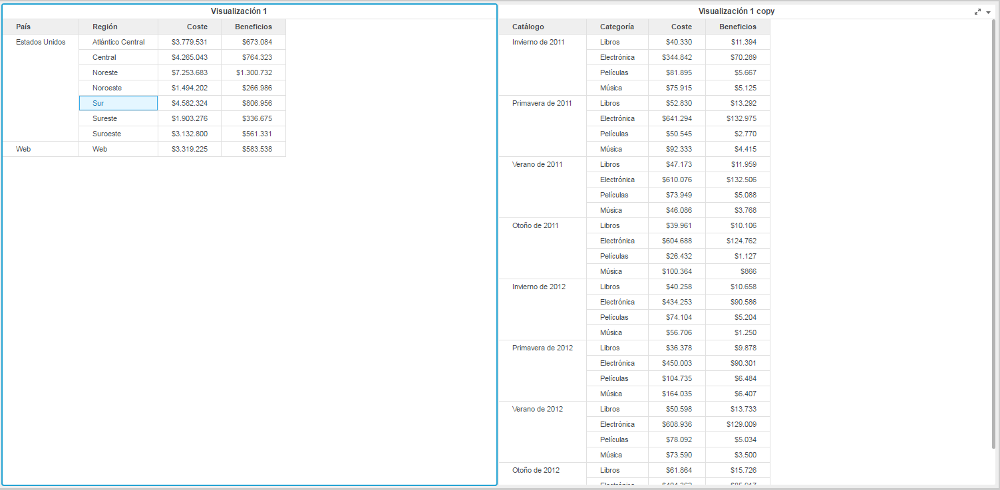 Visualización 1
País Región Coste Beneficios
Estados Unidos Atlántico Central $3.779.531 $673.084
Central $4.265.043 $764.323
Noreste $7.253.683 $1.300.732
Noroeste $1.494.202 $266.986
Sur $4.582.324 $806.956
Sureste $1.903.276 $336.675
Suroeste $3.132.800 $561.331
Web Web $3.319.225 $583.538
Visualización 1 copy
Catálogo Categoría Coste Beneficios
Invierno de 2011 Libros $40.330 $11.394
Electrónica $344.842 $70.289
Películas $81.895 $5.667
Música $75.915 $5.125
Primavera de 2011 Libros $52.830 $13.292
Electrónica $641.294 $132.975
Películas $50.545 $2.770
Música $92.333 $4.415
Verano de 2011 Libros $47.173 $11.959
Electrónica $610.076 $132.506
Películas $73.949 $5.088
Música $46.086 $3.768
Otoño de 2011 Libros $39.961 $10.106
Electrónica $604.688 $124.762
Películas $26.432 $1.127
Música $100.364 $866
Invierno de 2012 Libros $40.258 $10.658
Electrónica $434.253 $90.586
Películas $74.104 $5.204
Música $56.706 $1.250
Primavera de 2012 Libros $36.378 $9.878
Electrónica $450.003 $90.301
Películas $104.735 $6.484
Música $164.035 $6.407
Verano de 2012 Libros $50.598 $13.733
Electrónica $608.936 $129.009
Películas $78.092 $5.034
Música $73.590 $3.500
Otoño de 2012 Libros $61.864 $15.726
Electrónica